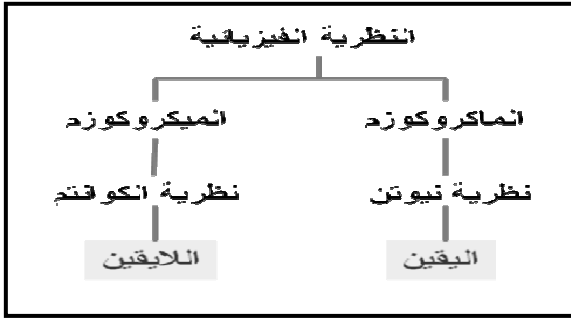 النظرية الفيزيائية
الماكروكوزم
الميكروكوزم
نظرية نيوتن
نظرية الكوانتم
اليقين
اللايقين